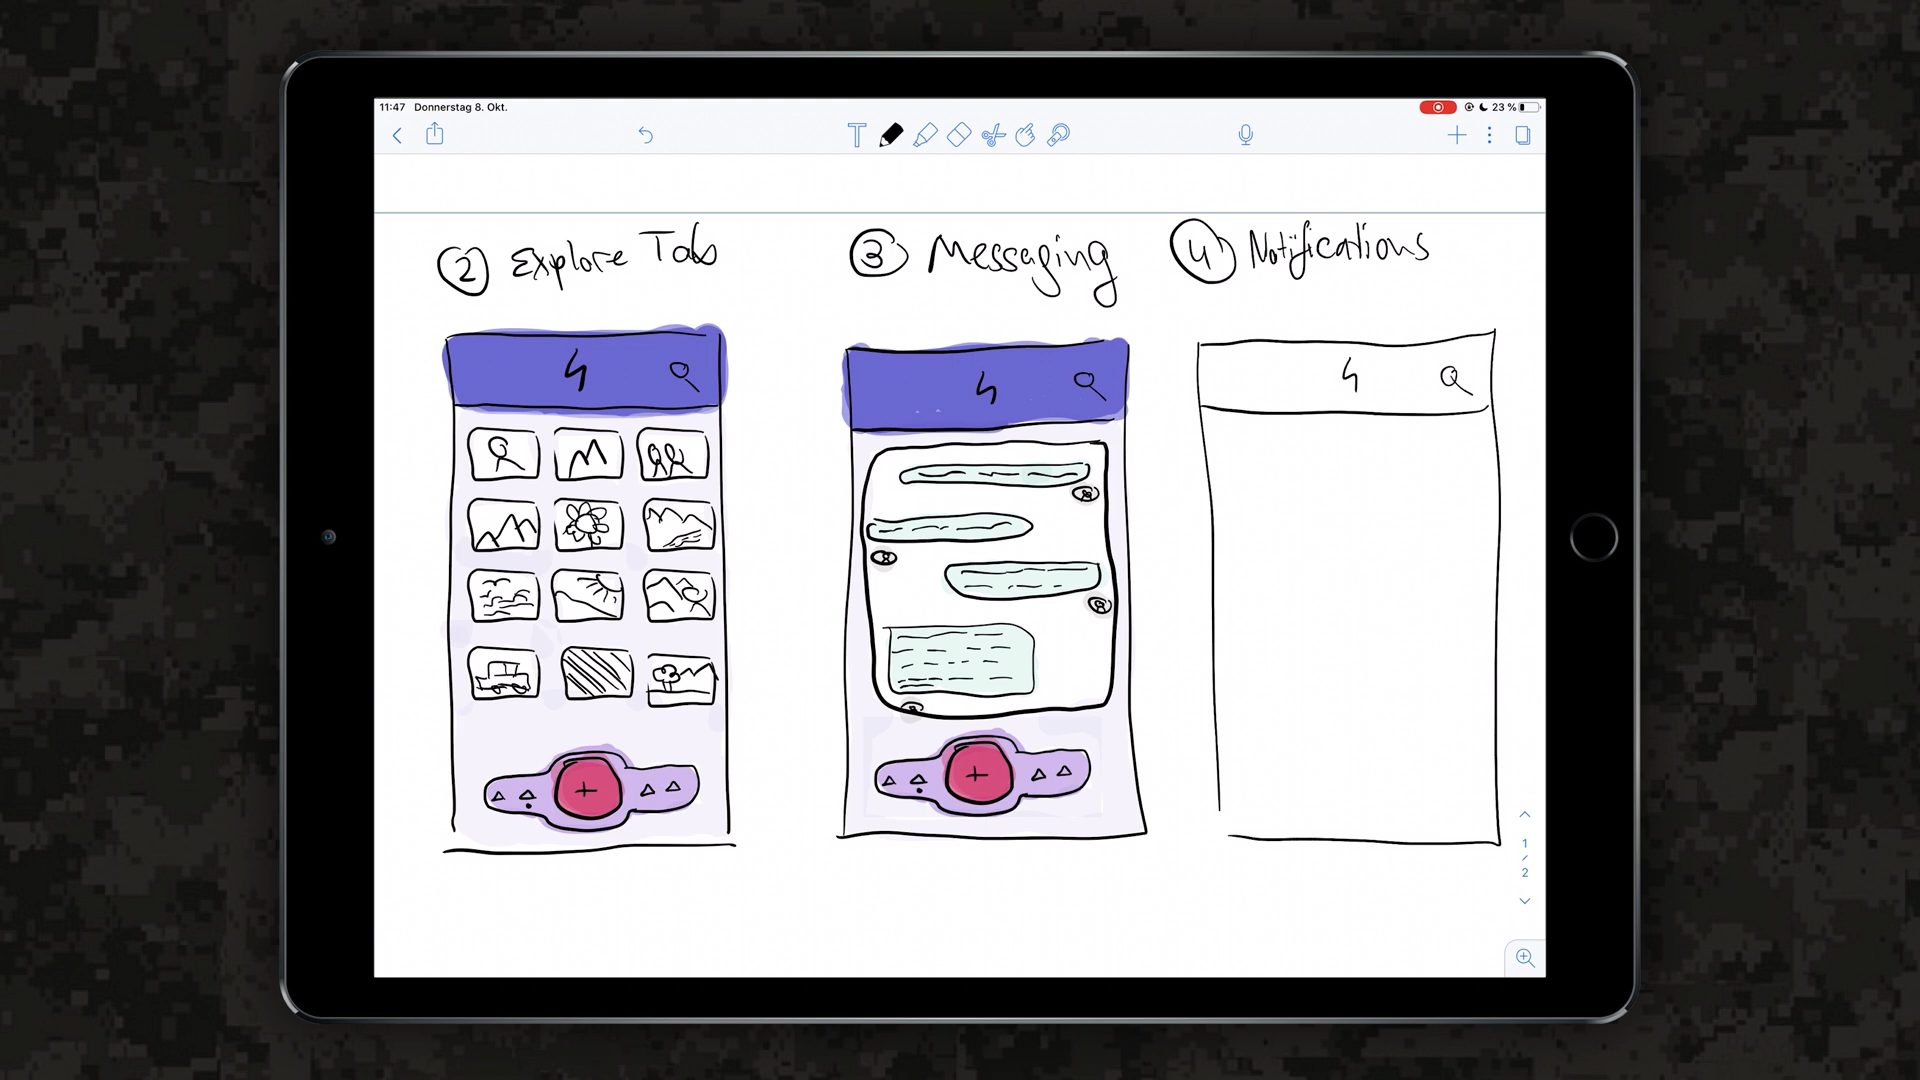 11:47 Donnerstag 8. Okt.
23 %
T
2 Explore Tab
3 Messaging
4 Notifications
1
/
2